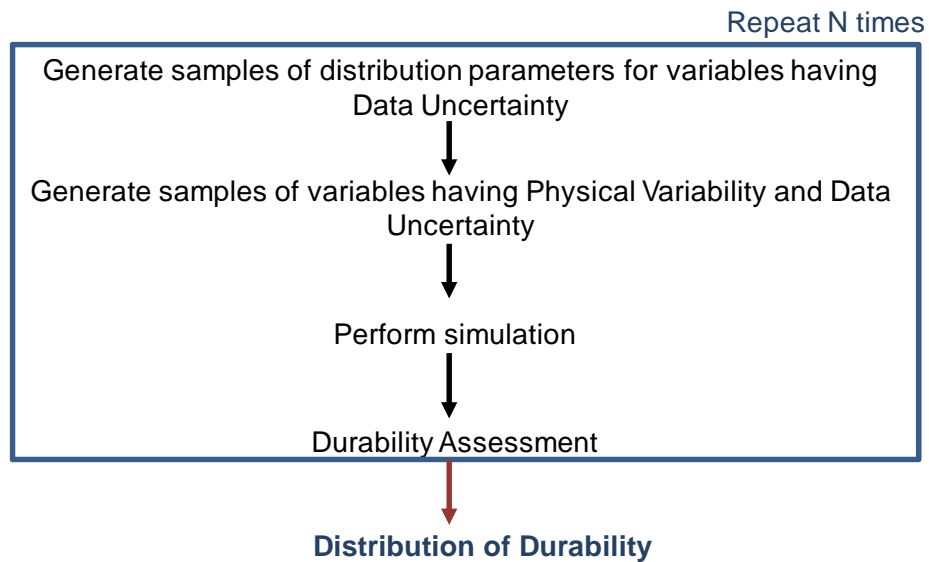 Repeat N times
Generate samples of distribution parameters for variables having
Data Uncertainty
Generate samples of variables having Physical Variability and Data
Uncertainty
Perform simulation
Durability Assessment
Distribution of Durability